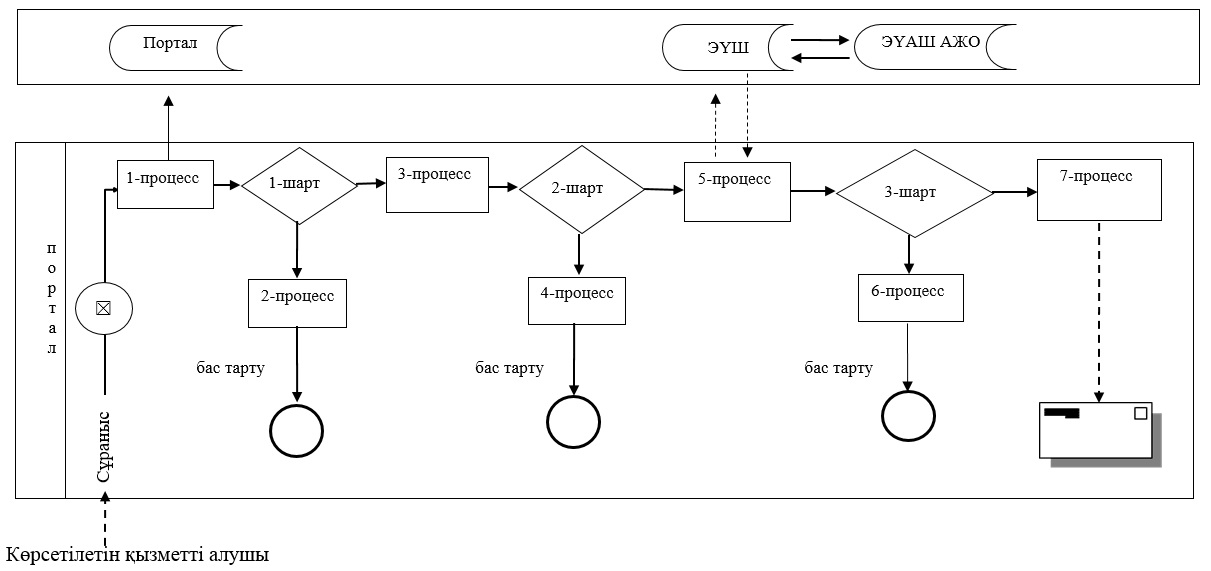 Портал
ЭҮШ
ЭҮАШ АЖО
1-процесс
1-шарт
3-процесс
2-шарт
5-процесс
3-шарт
7-процесс
портал
2-процесс
4-процесс
6-процесс
бас тарту
бас тарту
бас тарту
Сұраныс
Көрсетілетін қызметті алушы